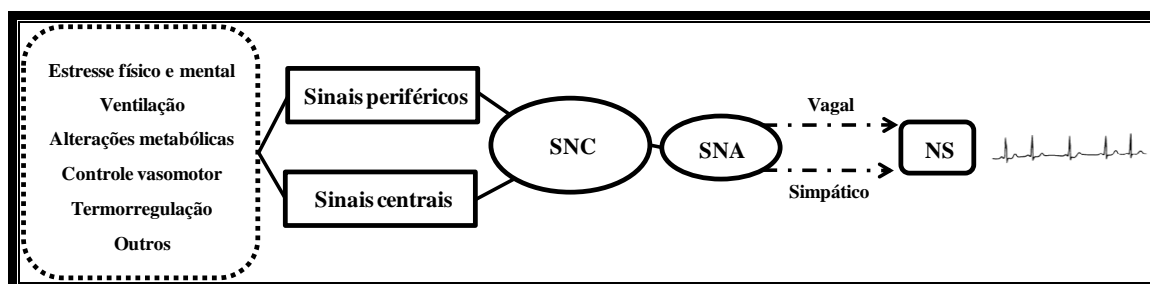 Estresse físico e mental
Ventilação
Alterações metabólicas
Controle vasomotor
Termorregulação
Outros
Sinais periféricos
Sinais centrais
SNC
SNA
Vagal
Simpático
NS